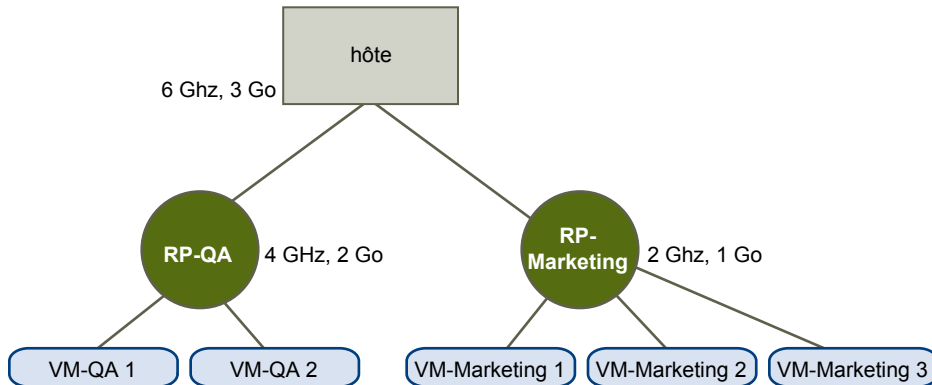 hôte
6 Ghz, 3 Go
RP-QA
4 GHz, 2 Go
RP-
Marketing
2 Ghz, 1 Go
VM-QA 1
VM-QA 2
VM-Marketing 1
VM-Marketing 2
VM-Marketing 3